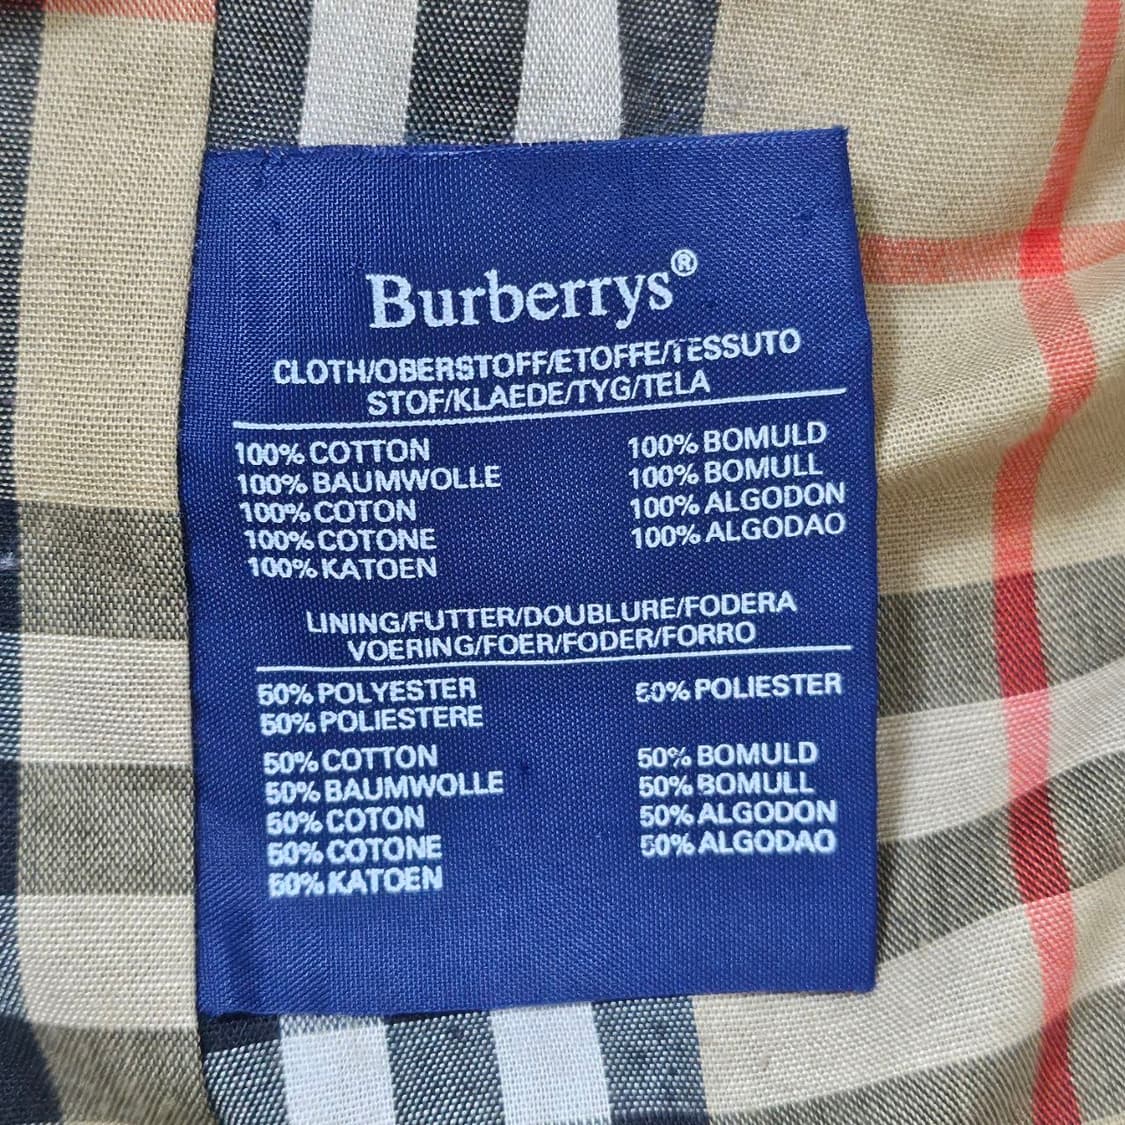 Burberrys®
CLOTH/OBERSTOFF/ETOFFE/TESSUTO
STOF/KLAEDE/TYG/TELA
100% COTTON
100% BAUMWOLLE
100% COTON
100% COTONE
100% KATOEN
100% BOMULD
100% BOMULL
100% ALGODON
100% ALGODAO
LINING/FUTTER/DOUBLURE/FODERA
VOERING/FOER/FODER/FORRO
50% POLYESTER
50% POLIESTERE
50% POLIESTER
50% COTTON
50% BAUMWOLLE
50% COTON
50% COTONE
50% KATOEN
50% BOMULD
50% BOMULL
50% ALGODON
50% ALGODAO